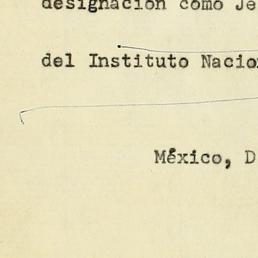 designación como Je
del Instituto Nacio
México, D